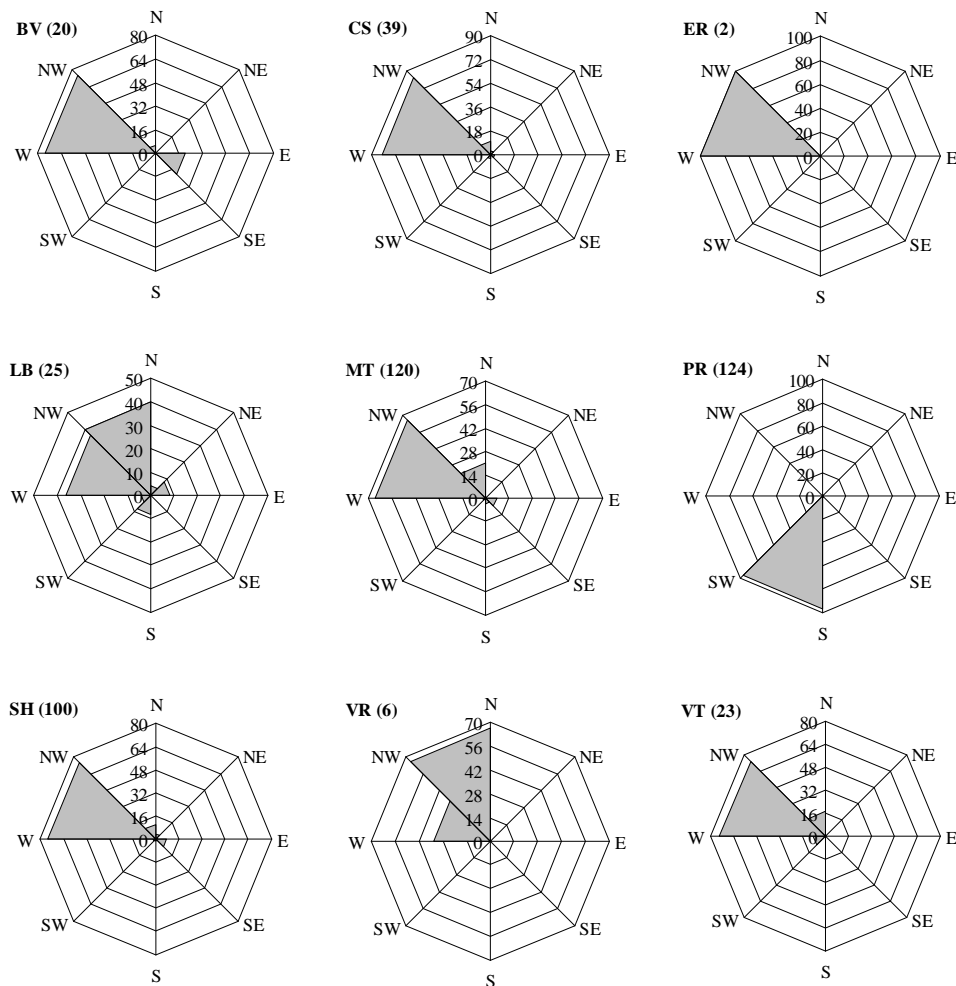 BV (20)
N
80
64
48
32
16
0
NW
NE
W
E
SW
SE
S
CS (39)
N
90
72
54
36
18
0
NW
NE
W
E
SW
SE
S
ER (2)
N
100
80
60
40
20
0
NW
NE
W
E
SW
SE
S
LB (25)
N
50
40
30
20
10
0
NW
NE
W
E
SW
SE
S
MT (120)
N
70
56
42
28
14
0
NW
NE
W
E
SW
SE
S
PR (124)
N
100
80
60
40
20
0
NW
NE
W
E
SW
SE
S
SH (100)
N
80
64
48
32
16
0
NW
NE
W
E
SW
SE
S
VR (6)
N
70
56
42
28
14
0
NW
NE
W
E
SW
SE
S
VT (23)
N
80
64
48
32
16
0
NW
NE
W
E
SW
SE
S